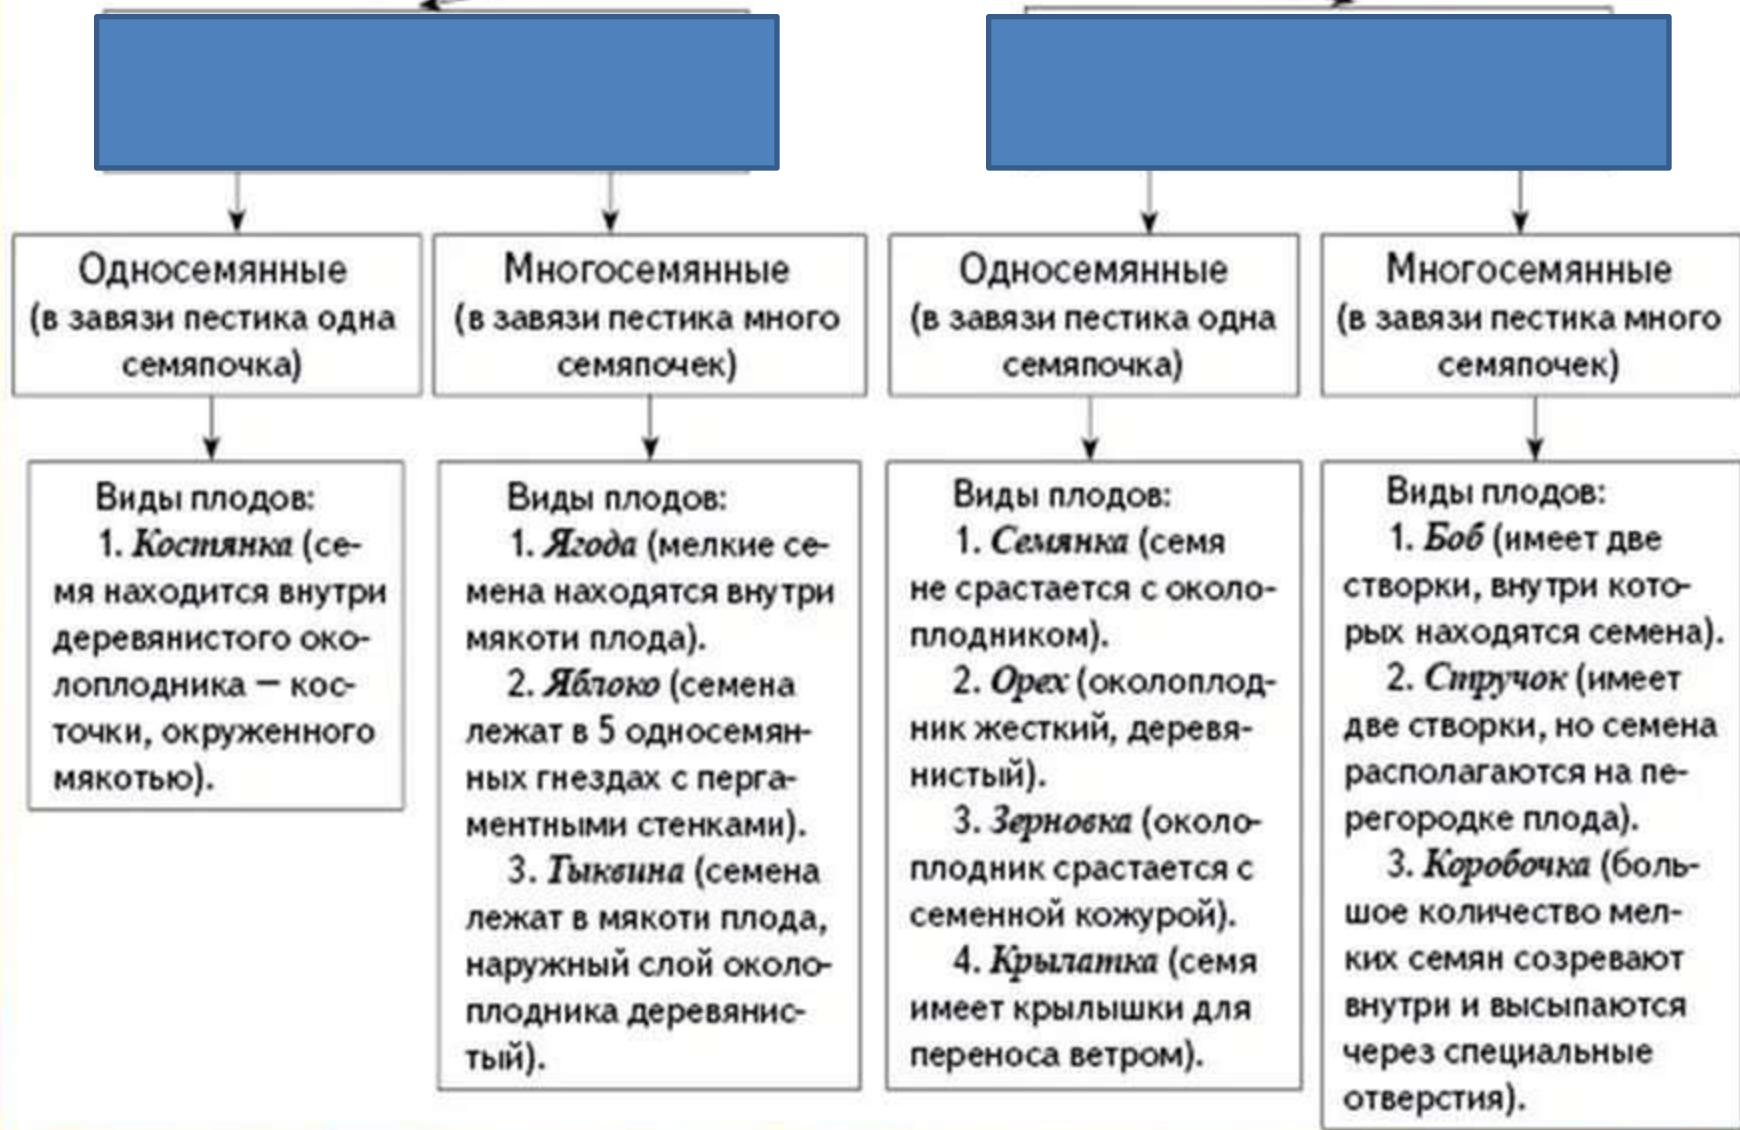 Односемянные
(в завязи пестика одна
семяпочка)
Многосемянные
(в завязи пестика много
семяпочек)
Односемянные
(в завязи пестика одна
семяпочка)
Многосемянные
(в завязи пестика много
семяпочек)
Виды плодов:
1. Костянка (се-
мя находится внутри
деревянистого око-
лоплодника — кос-
точки, окруженного
мякотью).
Виды плодов:
1. Ягода (мелкие се-
мена находятся внутри
мякоти плода).
2. Яблоко (семена
лежат в 5 односемян-
ных гнездах с перга-
ментными стенками).
3. Тыквина (семена
лежат в мякоти плода,
наружный слой около-
плодника деревянис-
тый).
Виды плодов:
1. Семянка (семя
не срастается с около-
плодником).
2. Орех (околоплод-
ник жесткий, деревя-
нистый).
3. Зерновка (около-
плодник срастается с
семенной кожурой).
4. Крылатка (семя
имеет крылышки для
переноса ветром).
Виды плодов:
1. Боб (имеет две
створки, внутри кото-
рых находятся семена).
2. Стручок (имеет
две створки, но семена
располагаются на пе-
регородке плода).
3. Коробочка (боль-
шое количество мел-
ких семян созревают
внутри и высыпаются
через специальные
отверстия).